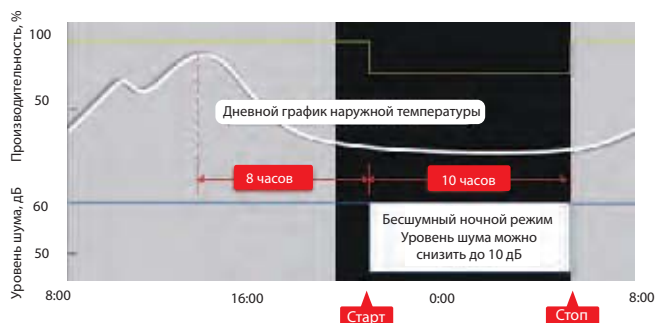 Производительность, %
100
50
Дневной график наружной температуры
8 часов
10 часов
Уровень шума, дБ
60
50
Бесшумный ночной режим
Уровень шума можно
снизить до 10 дБ
8:00
16:00
0:00
8:00
Старт
Стоп